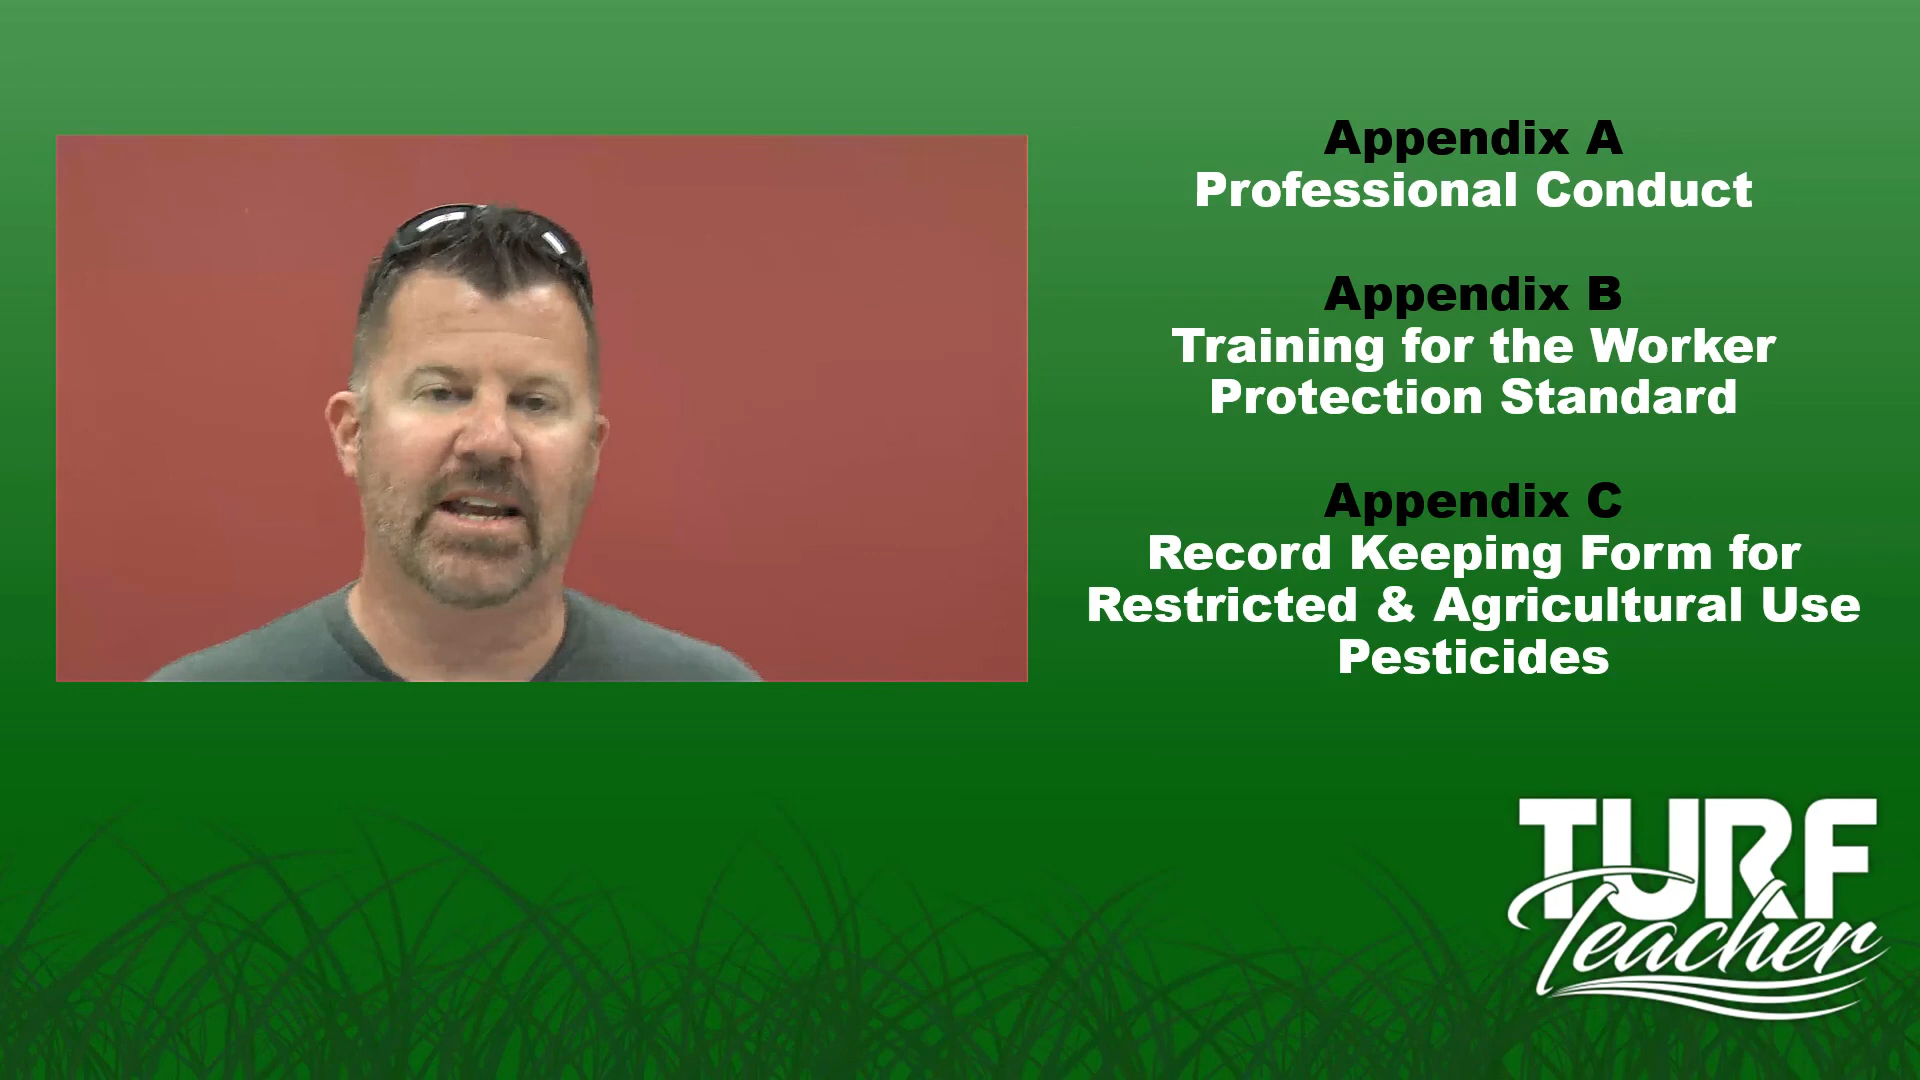 Appendix A
Professional Conduct
Appendix B
Training for the Worker
Protection Standard
Appendix C
Record Keeping Form for
Restricted & Agricultural Use
Pesticides
TURF
Teacher